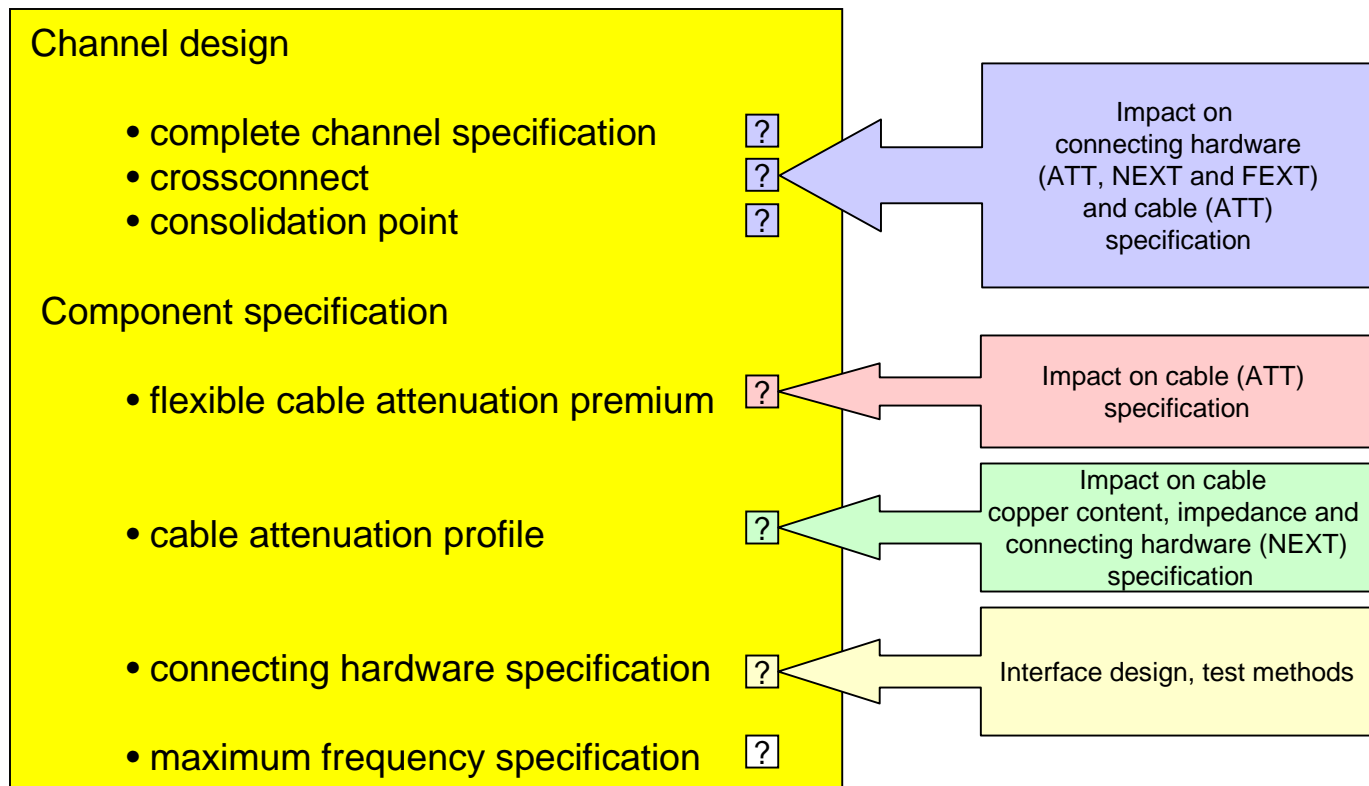 Channel design
• complete channel specification ?
• crossconnect ?
• consolidation point ?
Impact on
connecting hardware
(ATT, NEXT and FEXT)
and cable (ATT)
specification
Component specification
• flexible cable attenuation premium ?
Impact on cable (ATT)
specification
• cable attenuation profile ?
Impact on cable
copper content, impedance and
connecting hardware (NEXT)
specification
• connecting hardware specification ?
Interface design, test methods
• maximum frequency specification ?